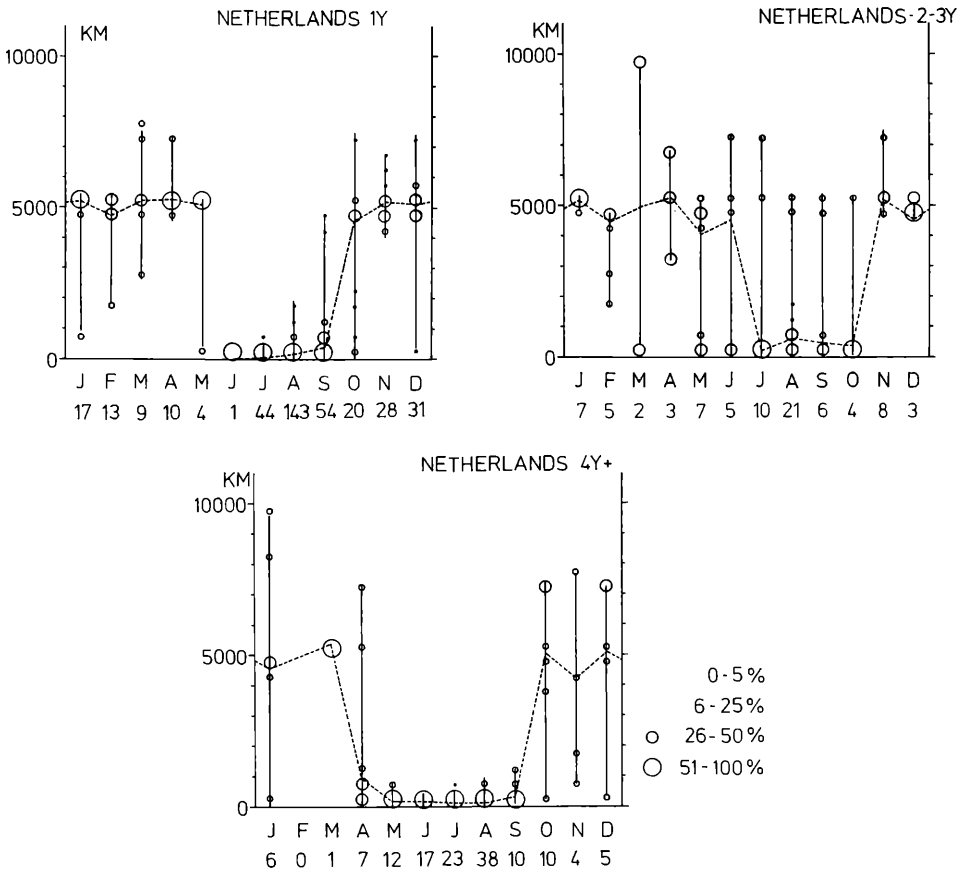 NETHERLANDS 1Y
KM
10000
5000
0
J F M A M J J A S O N D
17 13 9 10 4 1 44 143 54 20 28 31
NETHERLANDS-2-3Y
KM
10000
5000
0
J F M A M J J A S O N D
7 5 2 3 7 5 10 21 6 4 8 3
NETHERLANDS 4Y+
KM
10000
5000
0
J F M A M J J A S O N D
6 0 1 7 12 17 23 38 10 10 4 5
0-5%
6-25%
26-50%
51-100%